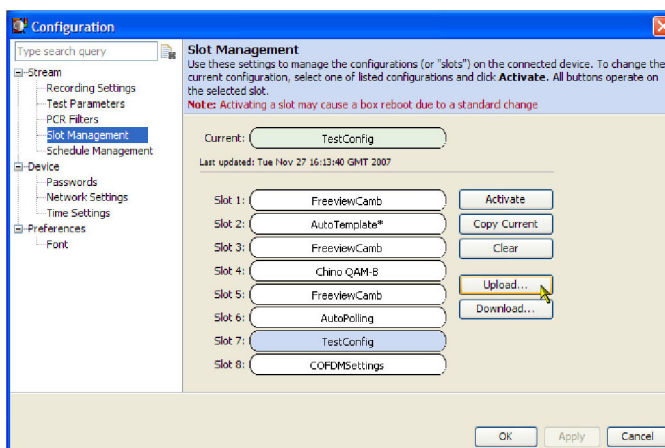 Configuration
Type search query
Stream
Recording Settings
Test Parameters
PCR Filters
Slot Management
Schedule Management
Device
Passwords
Network Settings
Time Settings
Preferences
Font
Slot Management
Use these settings to manage the configurations (or "slots") on the connected device. To change the
current configuration, select one of listed configurations and click Activate. All buttons operate on
the selected slot.
Note: Activating a slot may cause a box reboot due to a standard change
Current: TestConfig
Last updated: Tue Nov 27 16:13:40 GMT 2007
Slot 1: FreeviewCamb
Slot 2: AutoTemplate*
Slot 3: FreeviewCamb
Slot 4: Chino QAM-B
Slot 5: FreeviewCamb
Slot 6: AutoPolling
Slot 7: TestConfig
Slot 8: COFDMSettings
Activate
Copy Current
Clear
Upload...
Download...
OK Apply Cancel